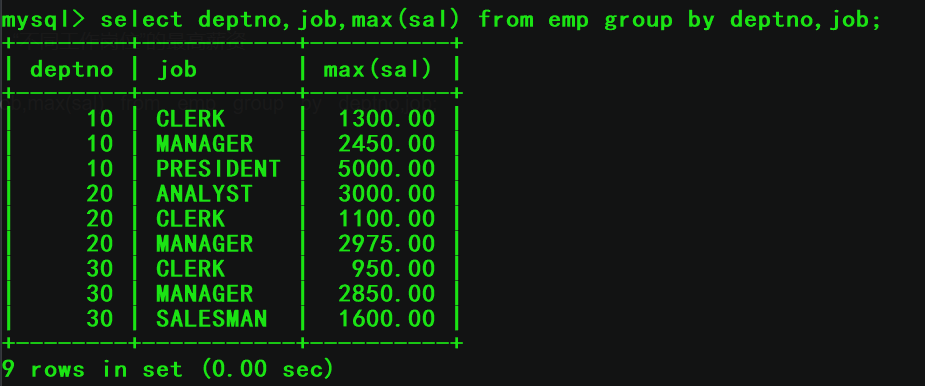 mysql> select deptno,job,max(sal) from emp group by deptno,job;
+--------+-----------+----------+
| deptno | job       | max(sal) |
+--------+-----------+----------+
|     10 | CLERK     |  1300.00 |
|     10 | MANAGER   |  2450.00 |
|     10 | PRESIDENT |  5000.00 |
|     20 | ANALYST   |  3000.00 |
|     20 | CLERK     |  1100.00 |
|     20 | MANAGER   |  2975.00 |
|     30 | CLERK     |   950.00 |
|     30 | MANAGER   |  2850.00 |
|     30 | SALESMAN  |  1600.00 |
+--------+-----------+----------+
9 rows in set (0.00 sec)